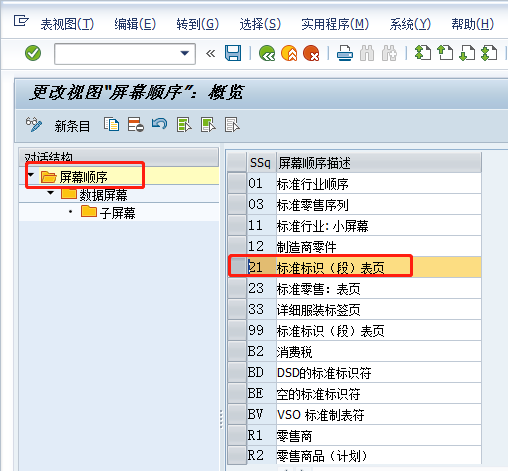 表视图(T) 编辑(E) 转到(G) 选择(S) 实用程序(M) 系统(Y) 帮助(H)
更改视图“屏幕顺序”：概览
新条目
对话结构
屏幕顺序
数据屏幕
子屏幕
SSq 屏幕顺序描述
01 标准行业顺序
03 标准零售序列
11 标准行业:小屏幕
12 制造商零件
21 标准标识（段）表页
23 标准零售：表页
33 详细服装标签页
99 标准标识（段）表页
B2 消费税
BD DSD的标准标识符
BE 空的标准标识符
BV VSO 标准制表符
R1 零售商
R2 零售商品（计划）